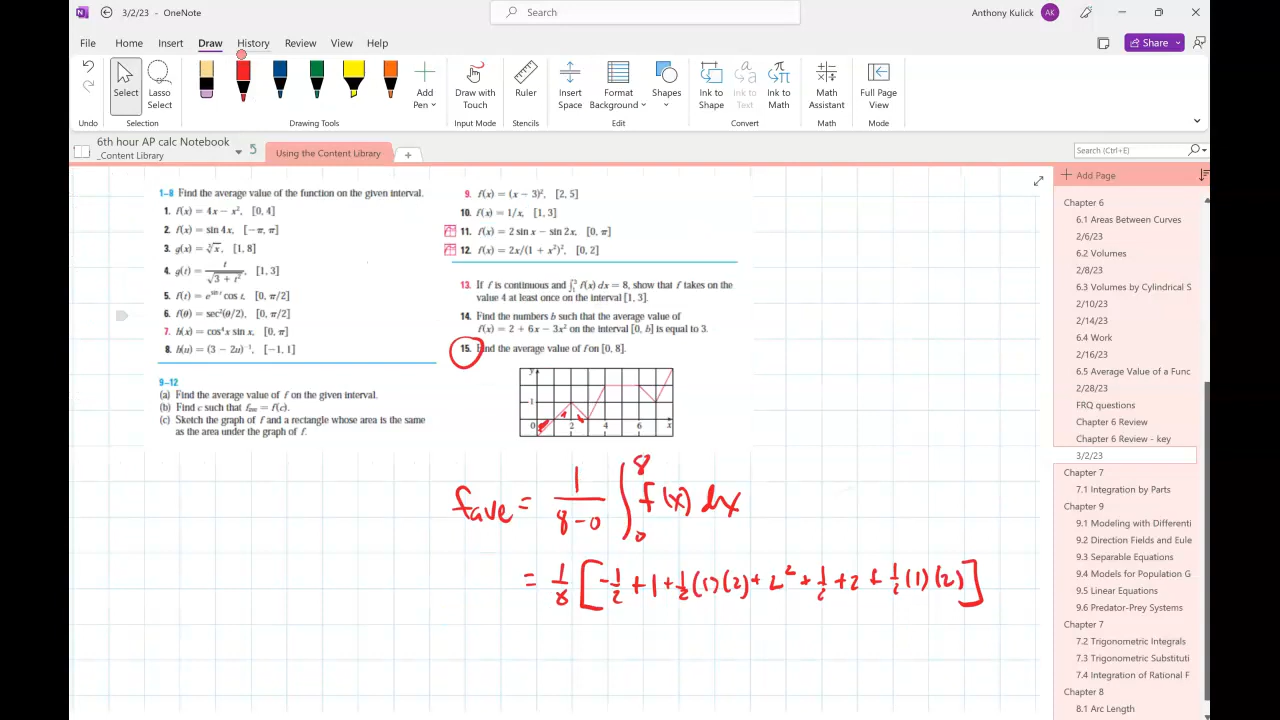 3/2/23 - OneNote
Search
Anthony Kulick AK
File Home Insert Draw History Review View Help
Share
Undo
Select
Lasso Select
Add Pen
Draw with Touch
Ruler
Insert Space
Format Background
Shapes
Ink to Shape
Ink to Text
Ink to Math
Math Assistant
Full Page View
Undo Selection Drawing Tools Input Mode Stencils Edit Convert Math Mode
6th hour AP calc Notebook
_Content Library
5
Using the Content Library
+
Search (Ctrl+E)
1–8 Find the average value of the function on the given interval.
1. f(x) = 4x − x², [0, 4]
2. f(x) = sin 4x, [−π, π]
3. g(x) = ∛x, [1, 8]
4. g(t) = t/√(3 + t²), [1, 3]
5. f(t) = e^(sin t) cos t, [0, π/2]
6. f(θ) = sec²(θ/2), [0, π/2]
7. h(x) = cos⁴x sin x, [0, π]
8. h(u) = (3 − 2u)⁻¹, [−1, 1]
9–12
(a) Find the average value of f on the given interval.
(b) Find c such that f_ave = f(c).
(c) Sketch the graph of f and a rectangle whose area is the same
as the area under the graph of f.
9. f(x) = (x − 3)², [2, 5]
10. f(x) = 1/x, [1, 3]
11. f(x) = 2 sin x − sin 2x, [0, π]
12. f(x) = 2x/(1 + x²)², [0, 2]
13. If f is continuous and ∫₁³ f(x) dx = 8, show that f takes on the
value 4 at least once on the interval [1, 3].
14. Find the numbers b such that the average value of
f(x) = 2 + 6x − 3x² on the interval [0, b] is equal to 3.
15. Find the average value of f on [0, 8].
y
1
0 2 4 6 x
f_ave = 1/(8−0) ∫₀⁸ f(x) dx
= 1/8 [−1/2 + 1 + 1/2 (1)(2) + 2² + 1/2 + 2 + 1/2 (1)(2)]
Add Page
Chapter 6
6.1 Areas Between Curves
2/6/23
6.2 Volumes
2/8/23
6.3 Volumes by Cylindrical S
2/10/23
2/14/23
6.4 Work
2/16/23
6.5 Average Value of a Func
2/28/23
FRQ questions
Chapter 6 Review
Chapter 6 Review - key
3/2/23
Chapter 7
7.1 Integration by Parts
Chapter 9
9.1 Modeling with Differenti
9.2 Direction Fields and Eule
9.3 Separable Equations
9.4 Models for Population G
9.5 Linear Equations
9.6 Predator-Prey Systems
Chapter 7
7.2 Trigonometric Integrals
7.3 Trigonometric Substituti
7.4 Integration of Rational F
Chapter 8
8.1 Arc Length